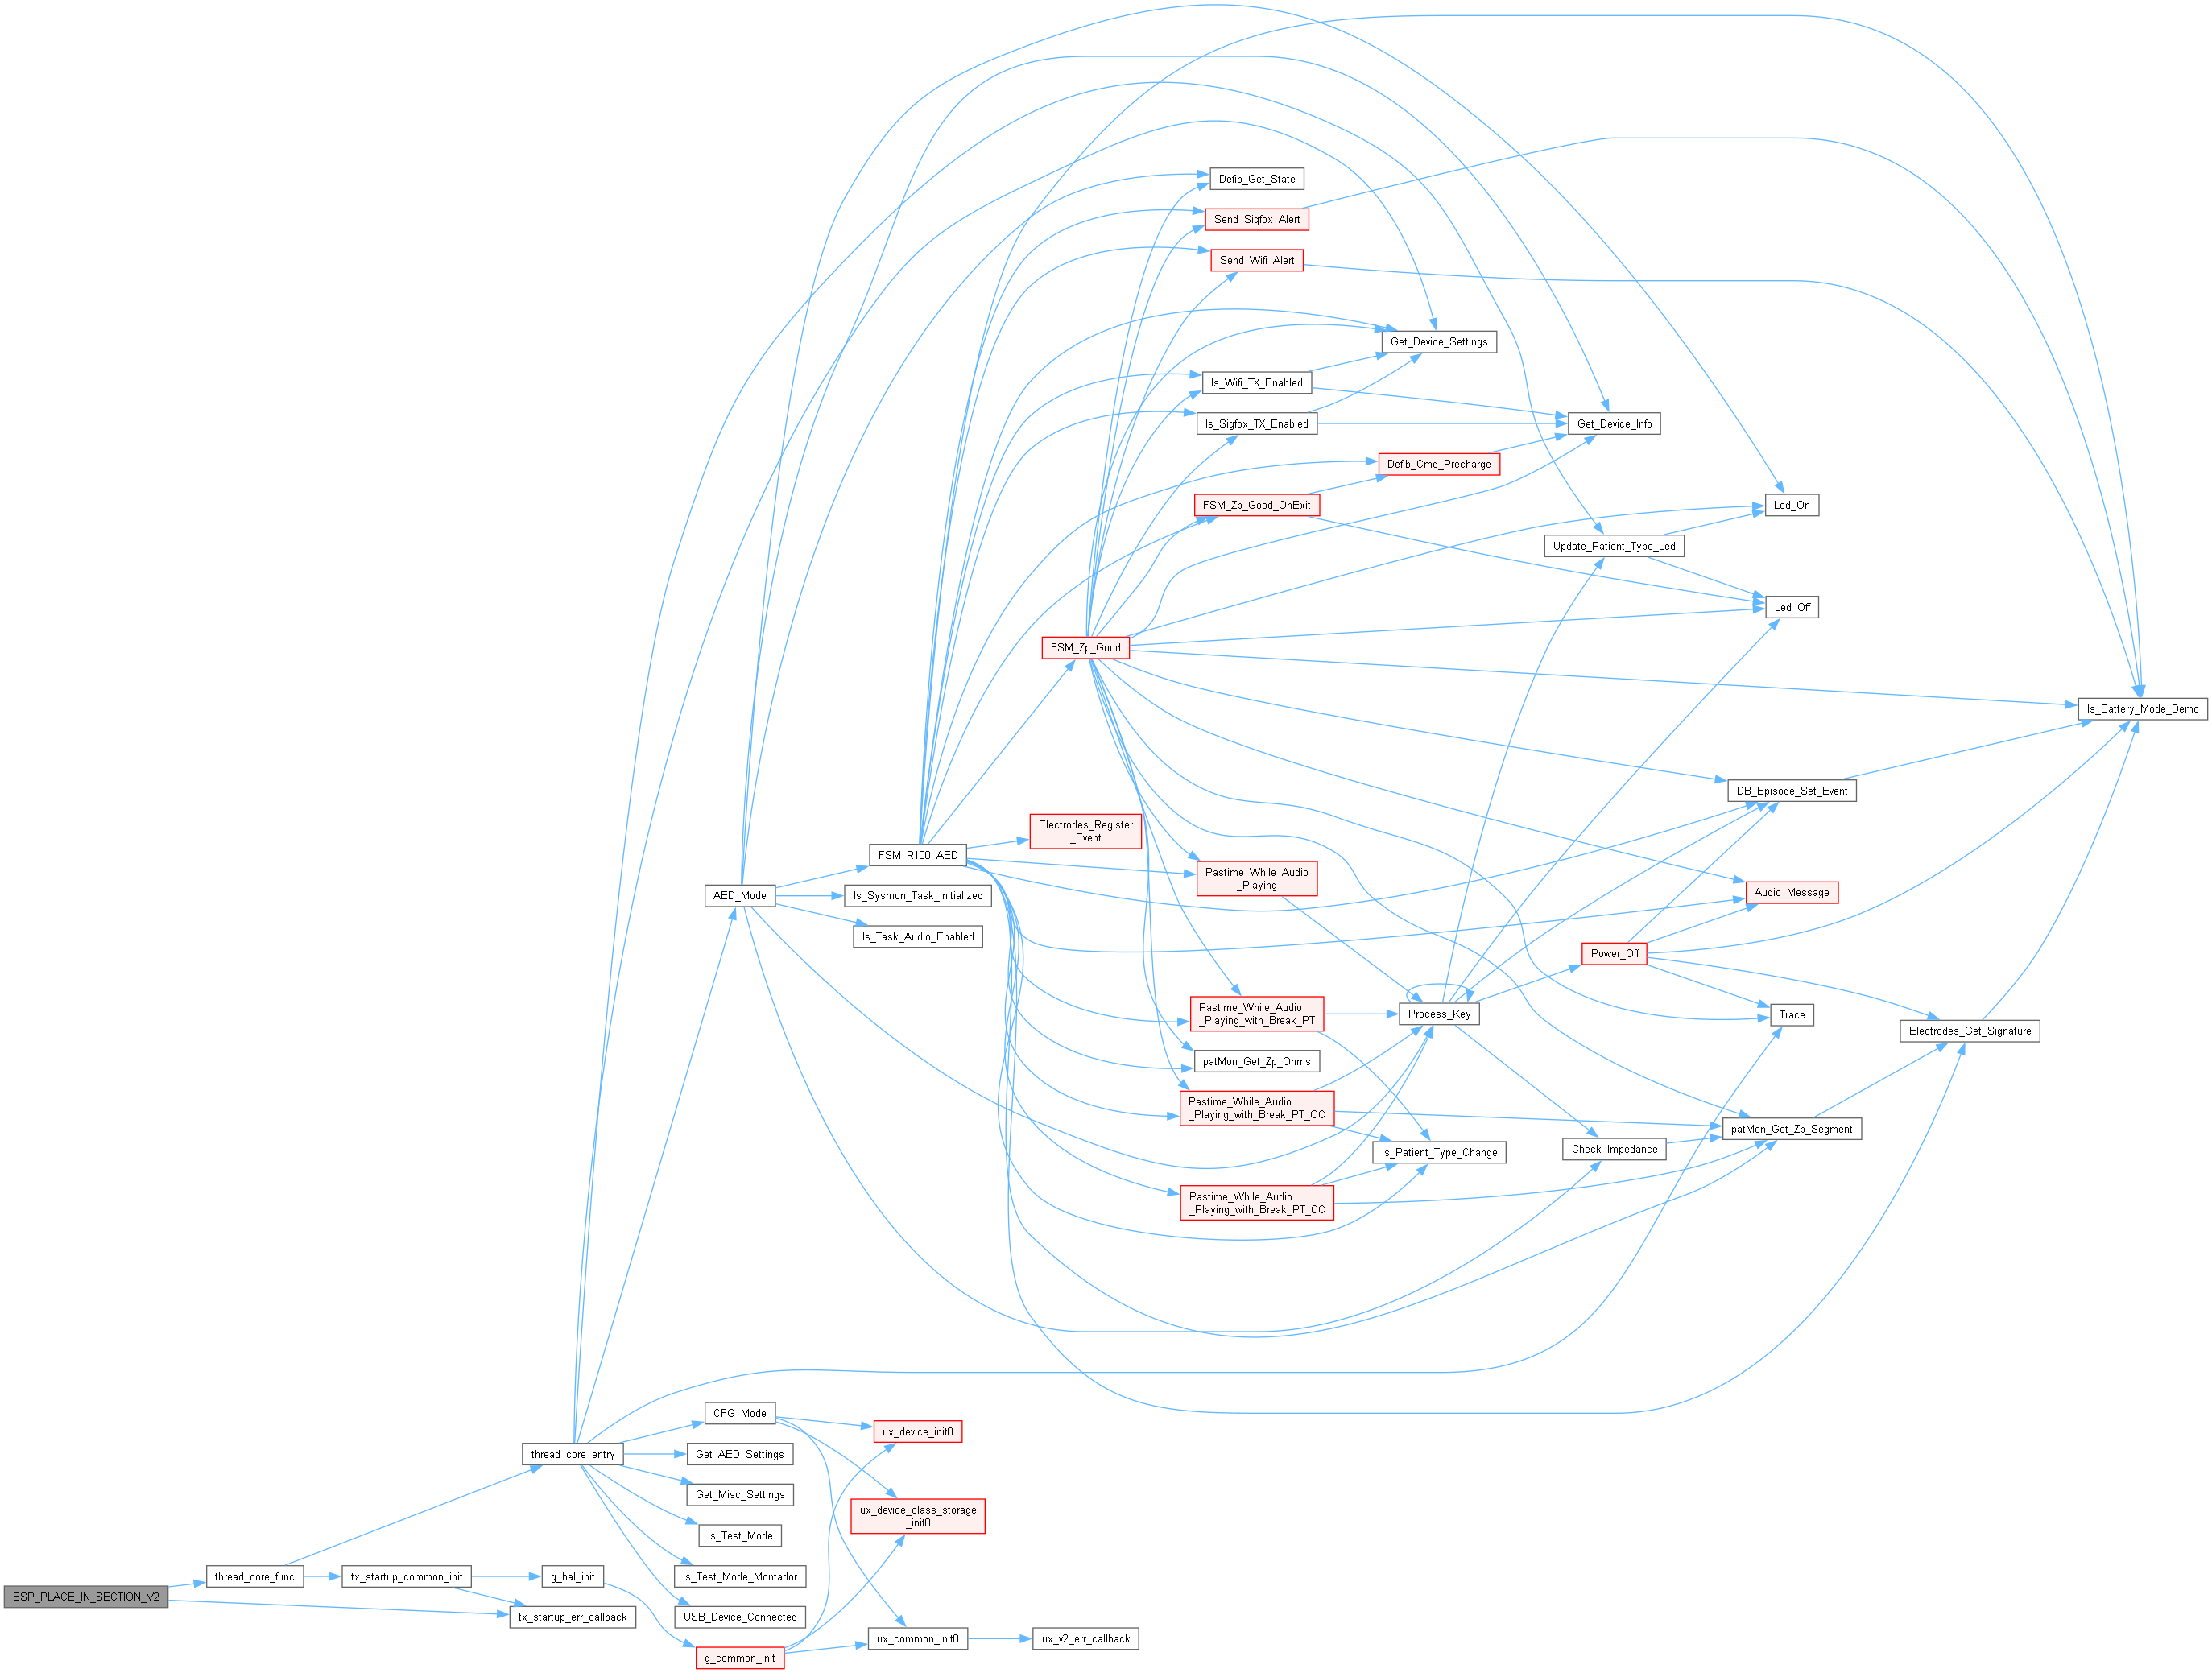 Defib_Get_State
Send_Sigfox_Alert
Send_Wifi_Alert
Get_Device_Settings
Is_Wifi_TX_Enabled
Is_Sigfox_TX_Enabled
Get_Device_Info
Defib_Cmd_Precharge
FSM_Zp_Good_OnExit
Led_On
Update_Patient_Type_Led
Led_Off
FSM_Zp_Good
Is_Battery_Mode_Demo
DB_Episode_Set_Event
Electrodes_Register
_Event
FSM_R100_AED
Pastime_While_Audio
_Playing
AED_Mode
Is_Sysmon_Task_Initialized
Audio_Message
Is_Task_Audio_Enabled
Power_Off
Pastime_While_Audio
_Playing_with_Break_PT
Process_Key
Trace
Electrodes_Get_Signature
patMon_Get_Zp_Ohms
Pastime_While_Audio
_Playing_with_Break_PT_OC
patMon_Get_Zp_Segment
Is_Patient_Type_Change
Check_Impedance
Pastime_While_Audio
_Playing_with_Break_PT_CC
CFG_Mode
ux_device_init0
thread_core_entry
Get_AED_Settings
Get_Misc_Settings
ux_device_class_storage
_init0
Is_Test_Mode
thread_core_func
tx_startup_common_init
g_hal_init
Is_Test_Mode_Montador
BSP_PLACE_IN_SECTION_V2
tx_startup_err_callback
USB_Device_Connected
ux_common_init0
ux_v2_err_callback
g_common_init